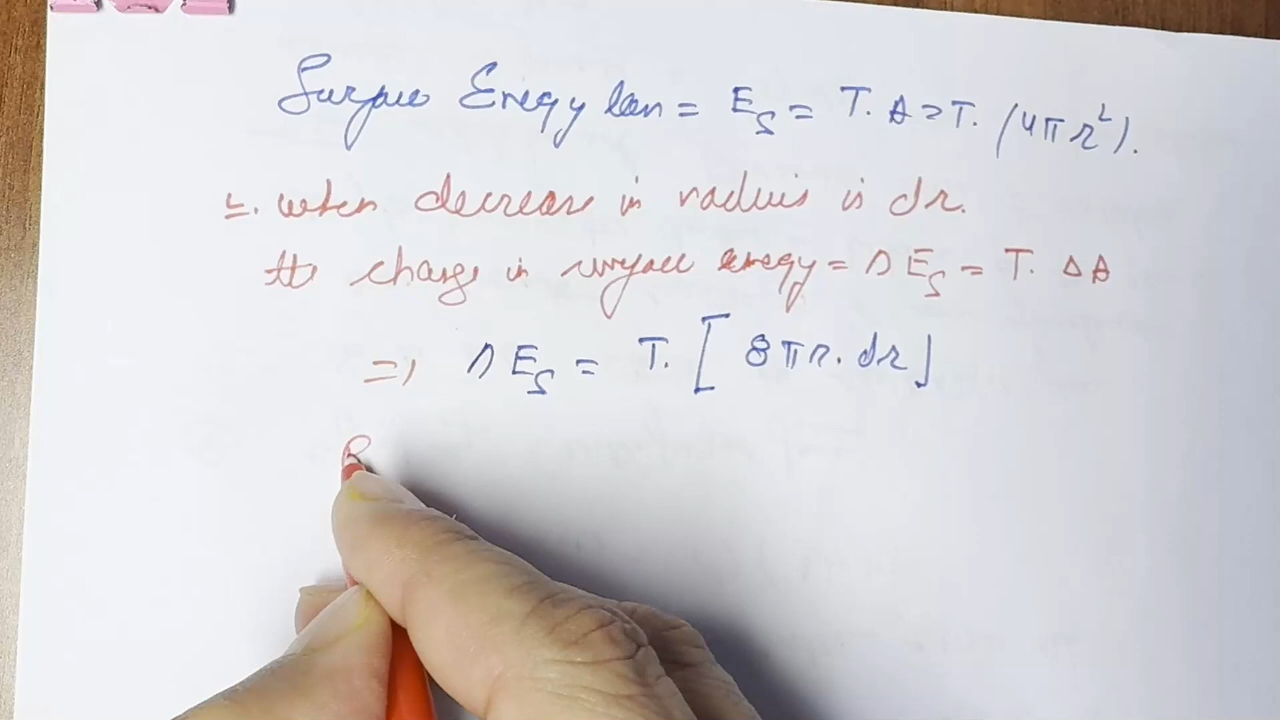 Surface Energy loss = E_S = T. A = T. (4πr²).
∴ when decrease in radius is dr.
the change in surface energy = ΔE_S = T. ΔA
=> ΔE_S = T. [8πr. dr]